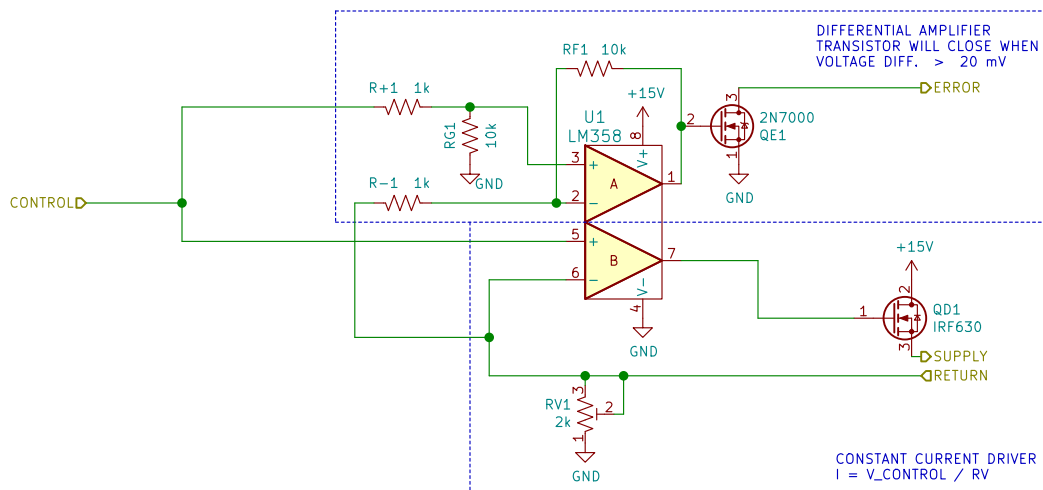 DIFFERENTIAL AMPLIFIER
TRANSISTOR WILL CLOSE WHEN
VOLTAGE DIFF. > 20 mV
RF1 10k
R+1 1k
+15V
3
ERROR
RG1
10k
U1
LM358
8
V+
2
2N7000
QE1
1
3
+
A
1
GND
R-1 1k
GND
CONTROL
2
−
5
+
B
7
+15V
6
−
V-
4
2
1
QD1
IRF630
3
GND
SUPPLY
RETURN
3
RV1
2k
2
1
GND
CONSTANT CURRENT DRIVER
I = V_CONTROL / RV